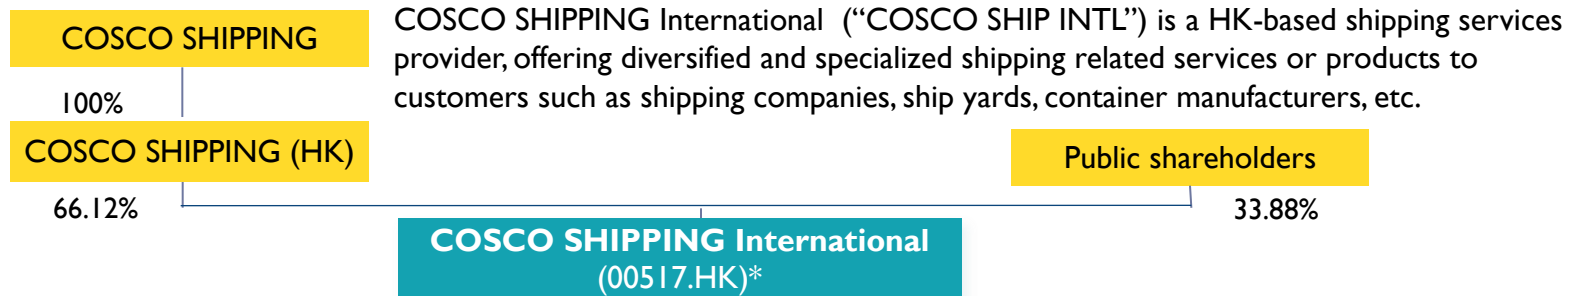 COSCO SHIPPING
COSCO SHIPPING International (“COSCO SHIP INTL”) is a HK-based shipping services
provider, offering diversified and specialized shipping related services or products to
customers such as shipping companies, ship yards, container manufacturers, etc.
100%
COSCO SHIPPING (HK)
Public shareholders
66.12%
33.88%
COSCO SHIPPING International
(00517.HK)*